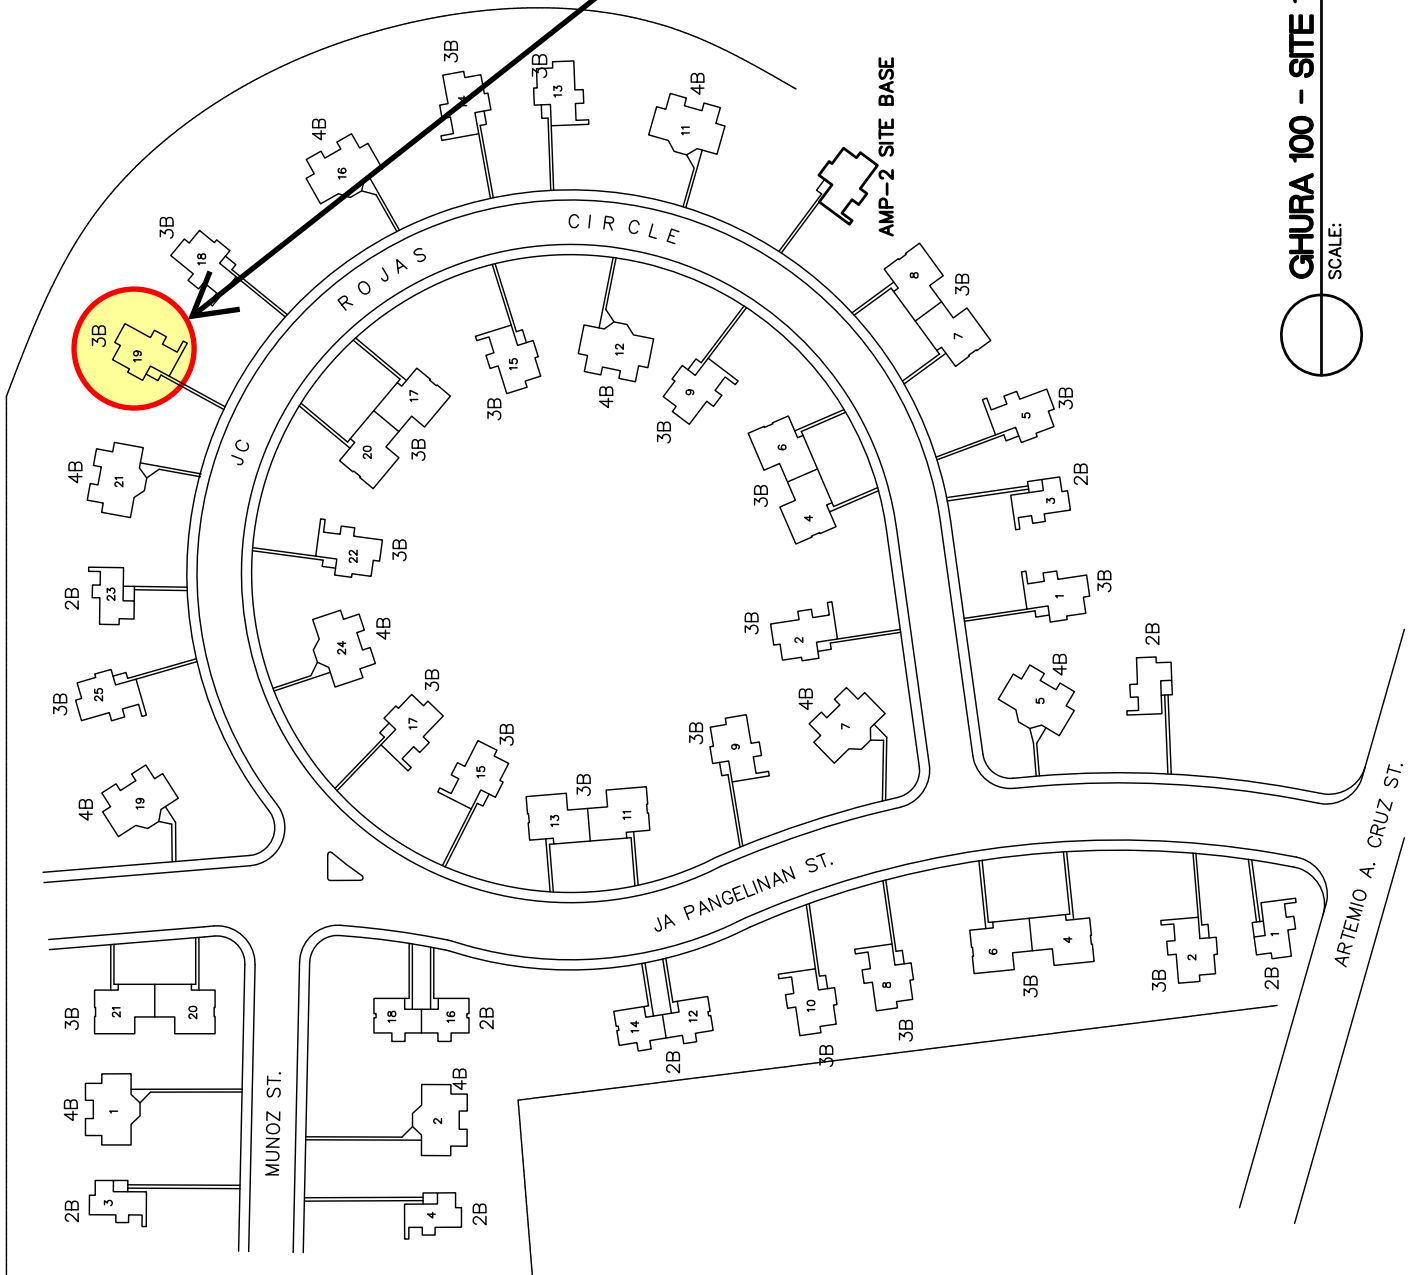 3B
14
3B
13
4B
11
4B
16
3B
18
3B
19
AMP-2 SITE BASE
GHURA 100 - SITE
SCALE:
CIRCLE
ROJAS
JC
8
3B
7
3B
15
12
4B
9
3B
17
20
3B
5
3B
6
3B
4
3
2B
4B
21
22
3B
2B
23
1
3B
3B
2
24
4B
3B
25
2B
4B
5
17
3B
4B
7
3B
9
15
3B
4B
19
3B
13
11
JA PANGELINAN ST.
ARTEMIO A. CRUZ ST.
3B
21
20
18
16
2B
14
12
2B
10
3B
8
3B
6
4
3B
2
3B
1
2B
MUNOZ ST.
4B
1
4B
2
2B
3
4
2B